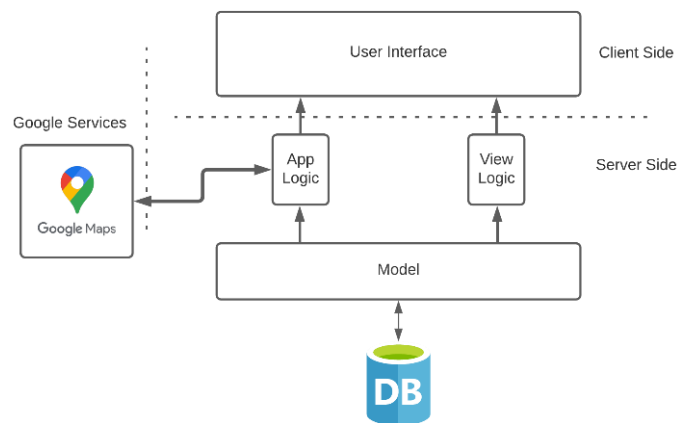 User Interface
Client Side
Google Services
App
Logic
View
Logic
Server Side
Google Maps
Model
DB